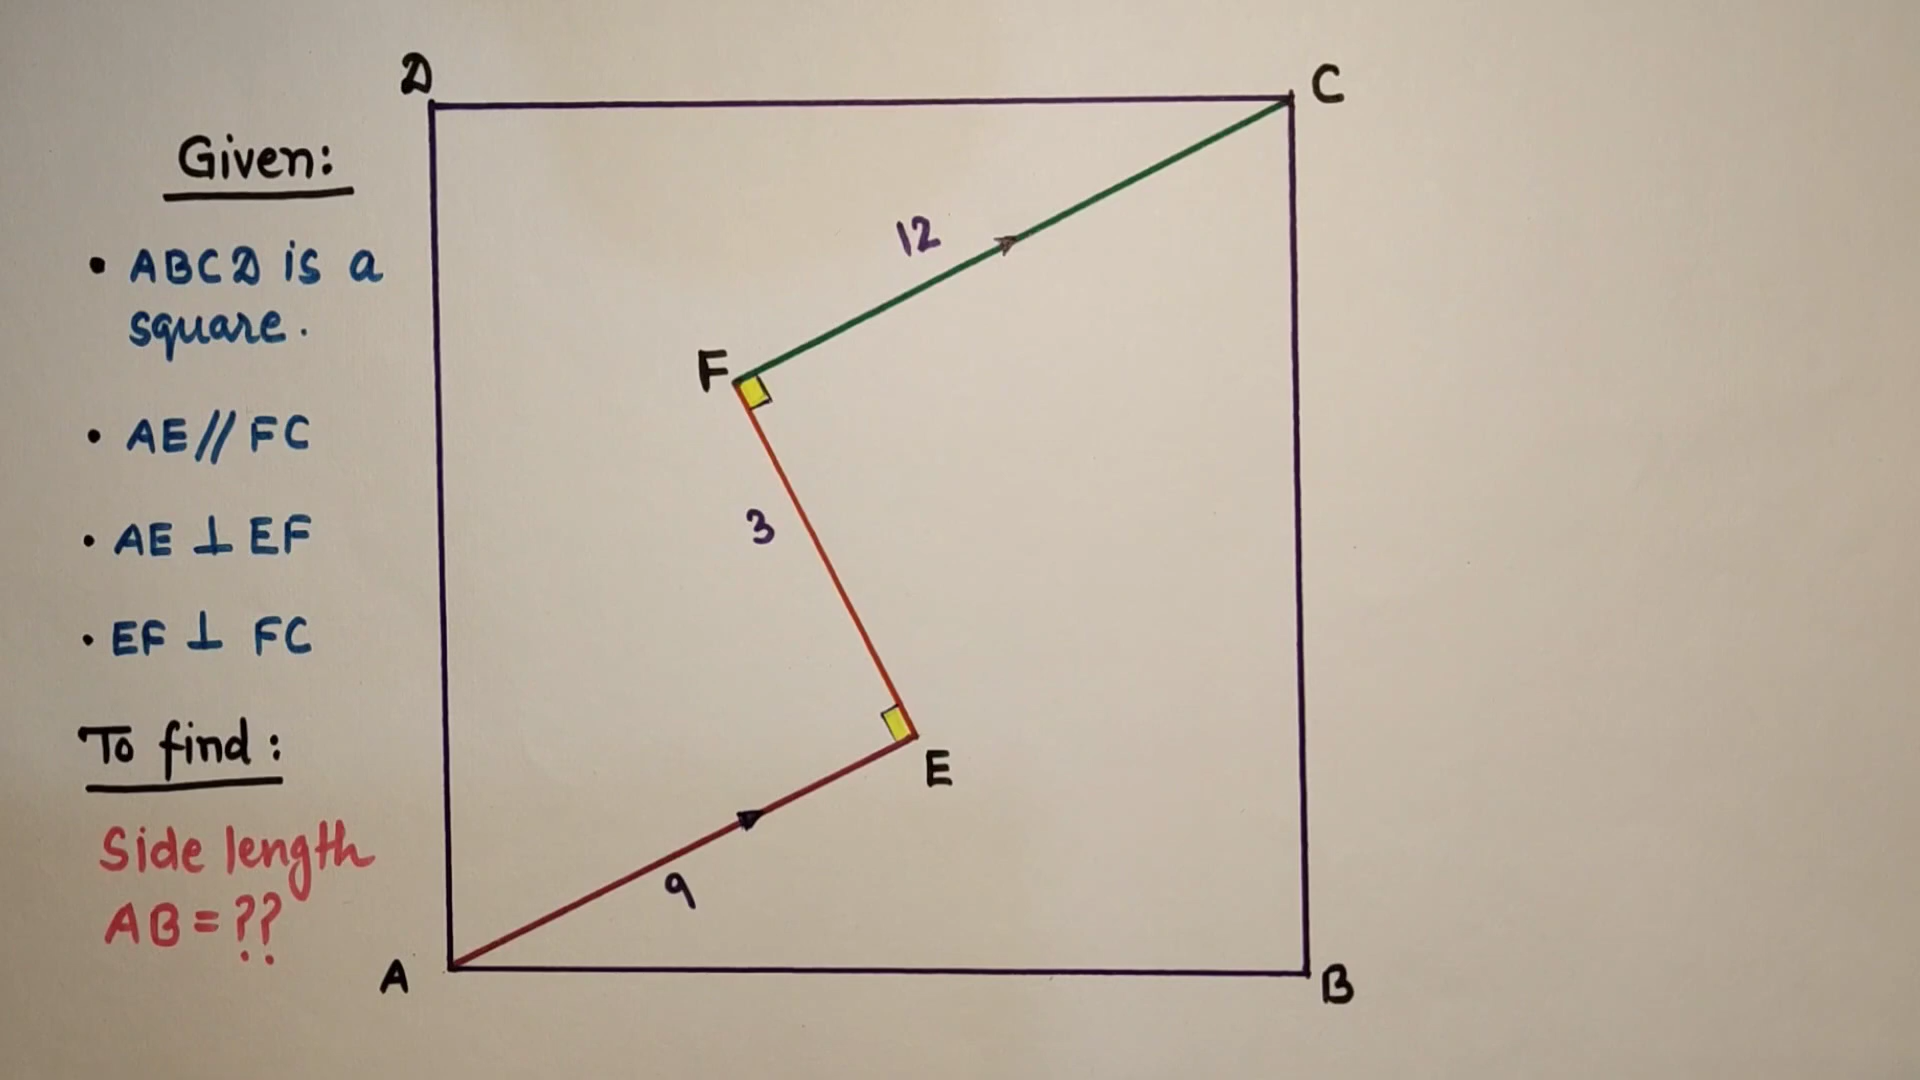 D
C
Given:
• ABCD is a
square.
12
F
• AE // FC
3
• AE ⊥ EF
• EF ⊥ FC
To find:
E
Side length
9
AB = ??
A
B